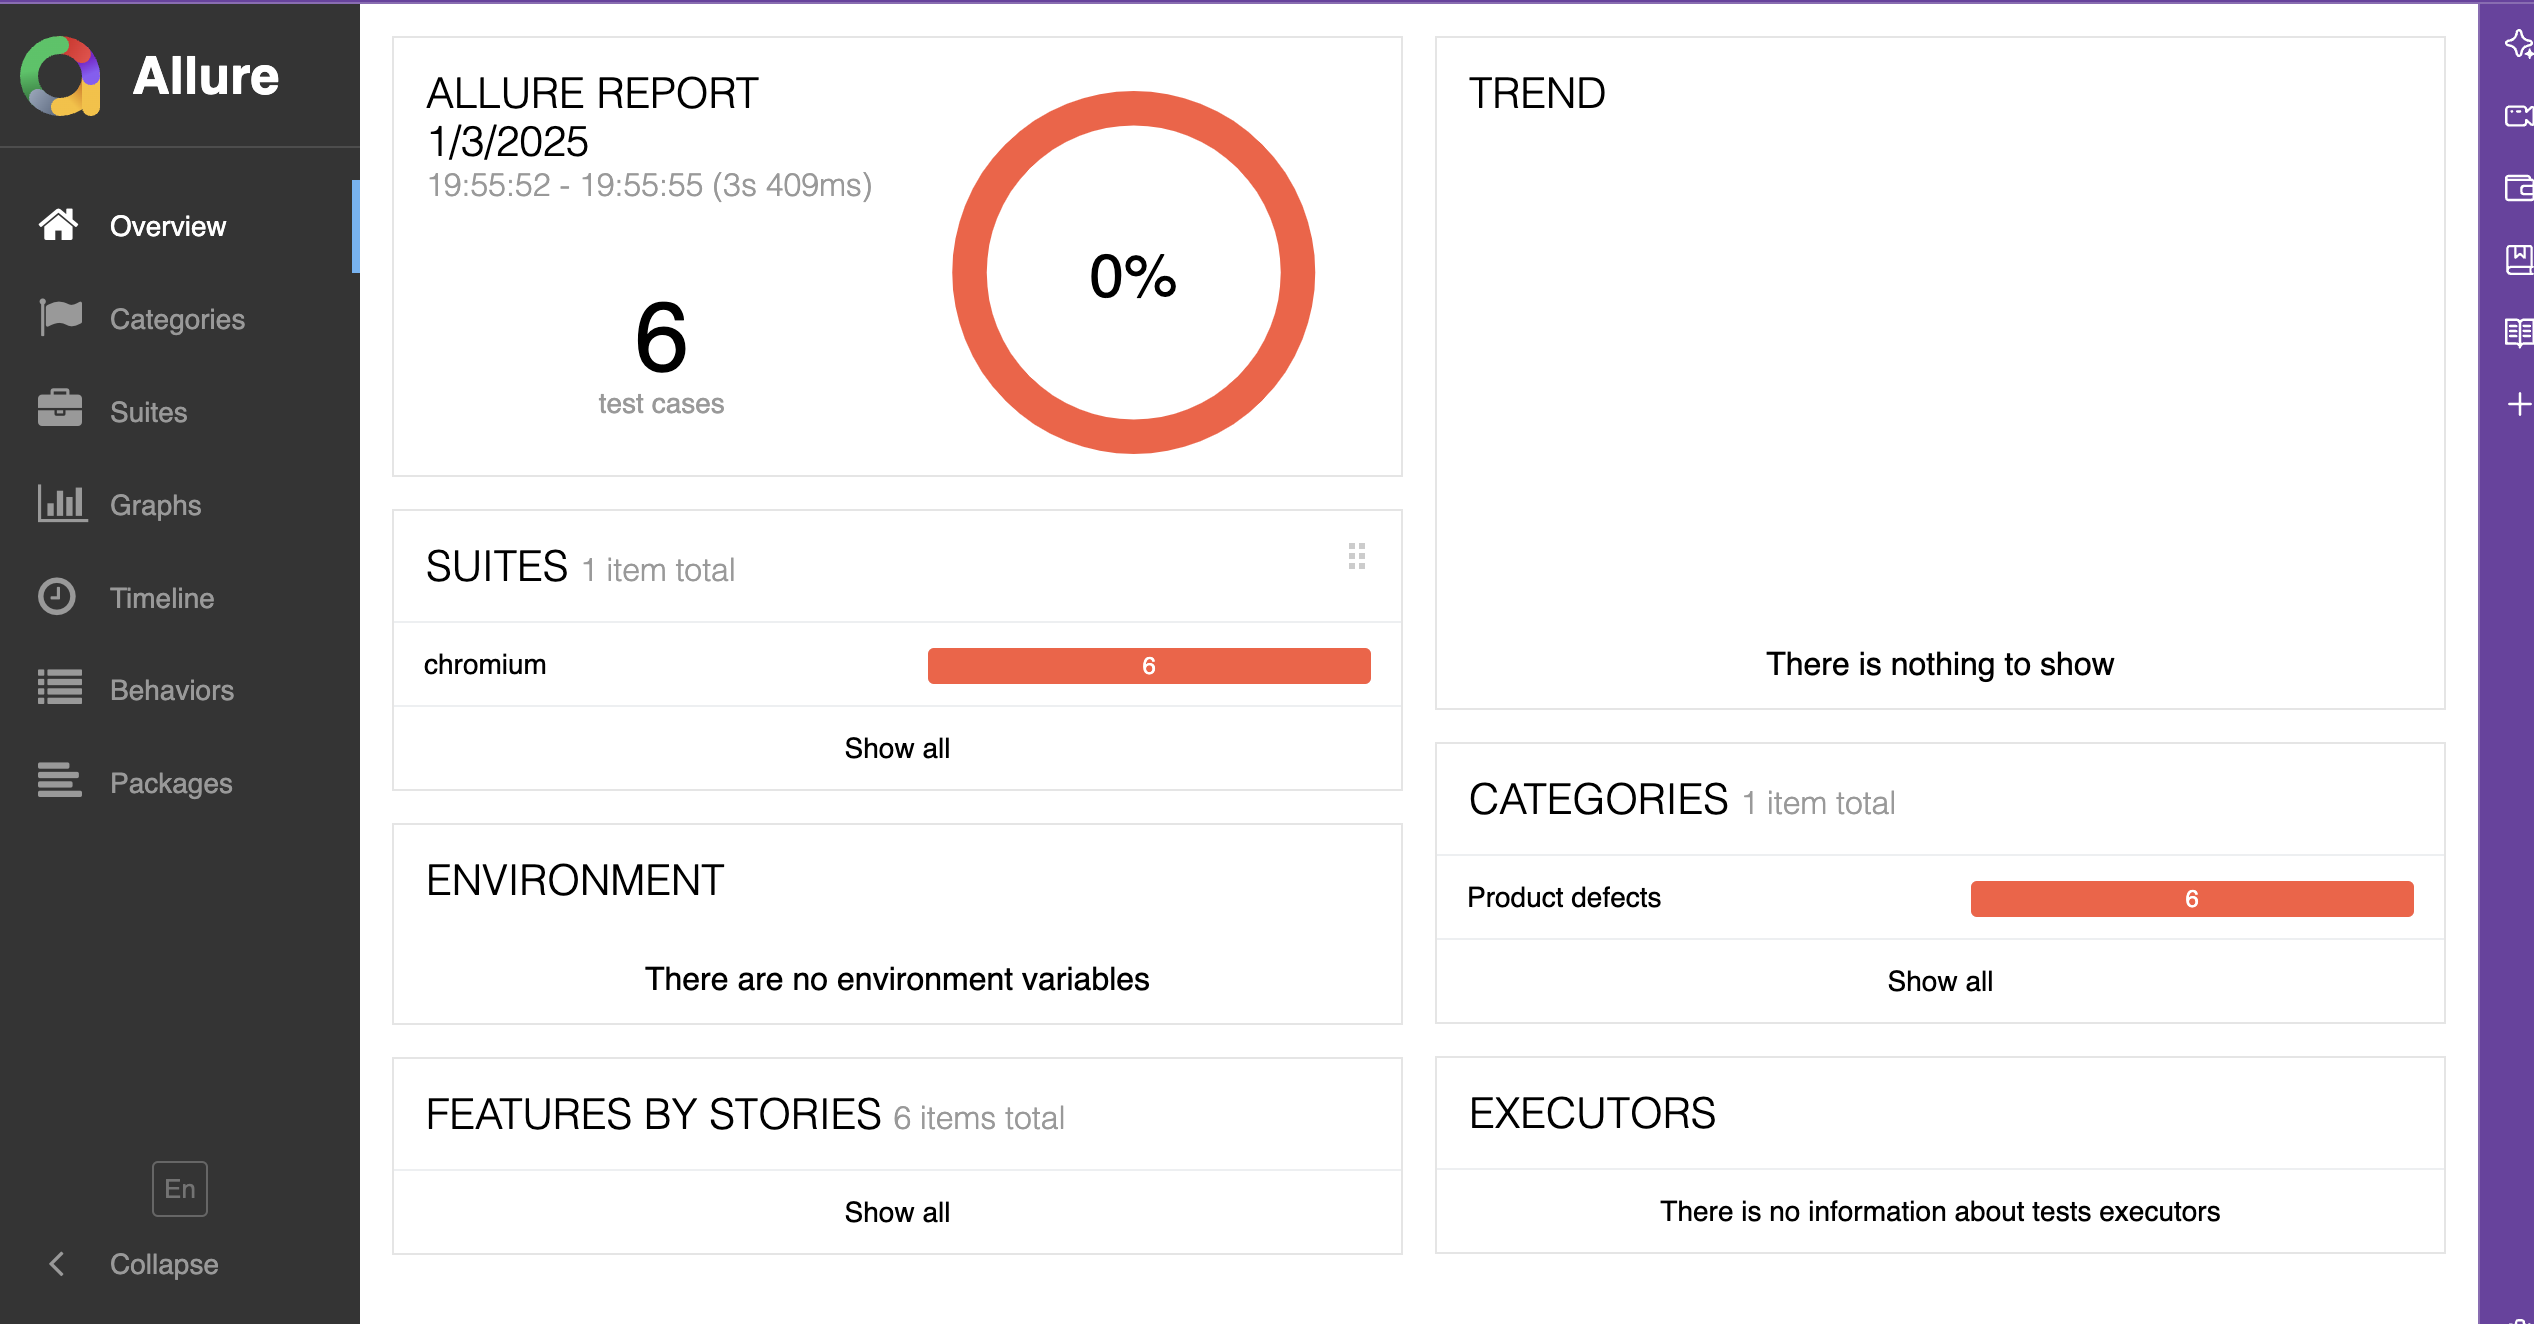 Allure
Overview
Categories
Suites
Graphs
Timeline
Behaviors
Packages
En
Collapse
ALLURE REPORT
1/3/2025
19:55:52 - 19:55:55 (3s 409ms)
6
test cases
0%
SUITES 1 item total
chromium 6
Show all
ENVIRONMENT
There are no environment variables
FEATURES BY STORIES 6 items total
Show all
TREND
There is nothing to show
CATEGORIES 1 item total
Product defects 6
Show all
EXECUTORS
There is no information about tests executors